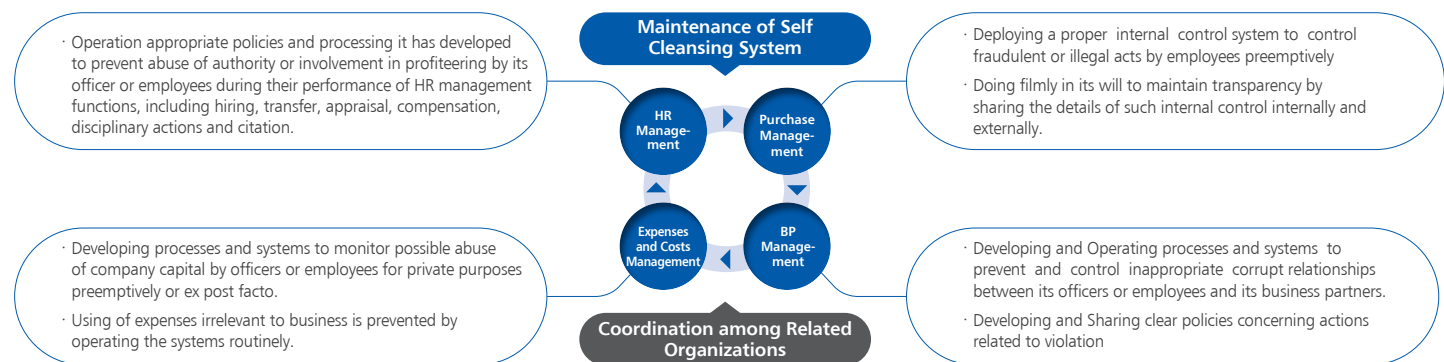 Maintenance of Self
Cleansing System
· Operation appropriate policies and processing it has developed
to prevent abuse of authority or involvement in profiteering by its
officer or employees during their performance of HR management
functions, including hiring, transfer, appraisal, compensation,
disciplinary actions and citation.
· Deploying a proper internal control system to control
fraudulent or illegal acts by employees preemptively
· Doing filmly in its will to maintain transparency by
sharing the details of such internal control internally and
externally.
HR
Manage-
ment
Purchase
Manage-
ment
Expenses
and Costs
Management
BP
Manage-
ment
· Developing processes and systems to monitor possible abuse
of company capital by officers or employees for private purposes
preemptively or ex post facto.
· Using of expenses irrelevant to business is prevented by
operating the systems routinely.
· Developing and Operating processes and systems to
prevent and control inappropriate corrupt relationships
between its officers or employees and its business partners.
· Developing and Sharing clear policies concerning actions
related to violation
Coordination among Related
Organizations